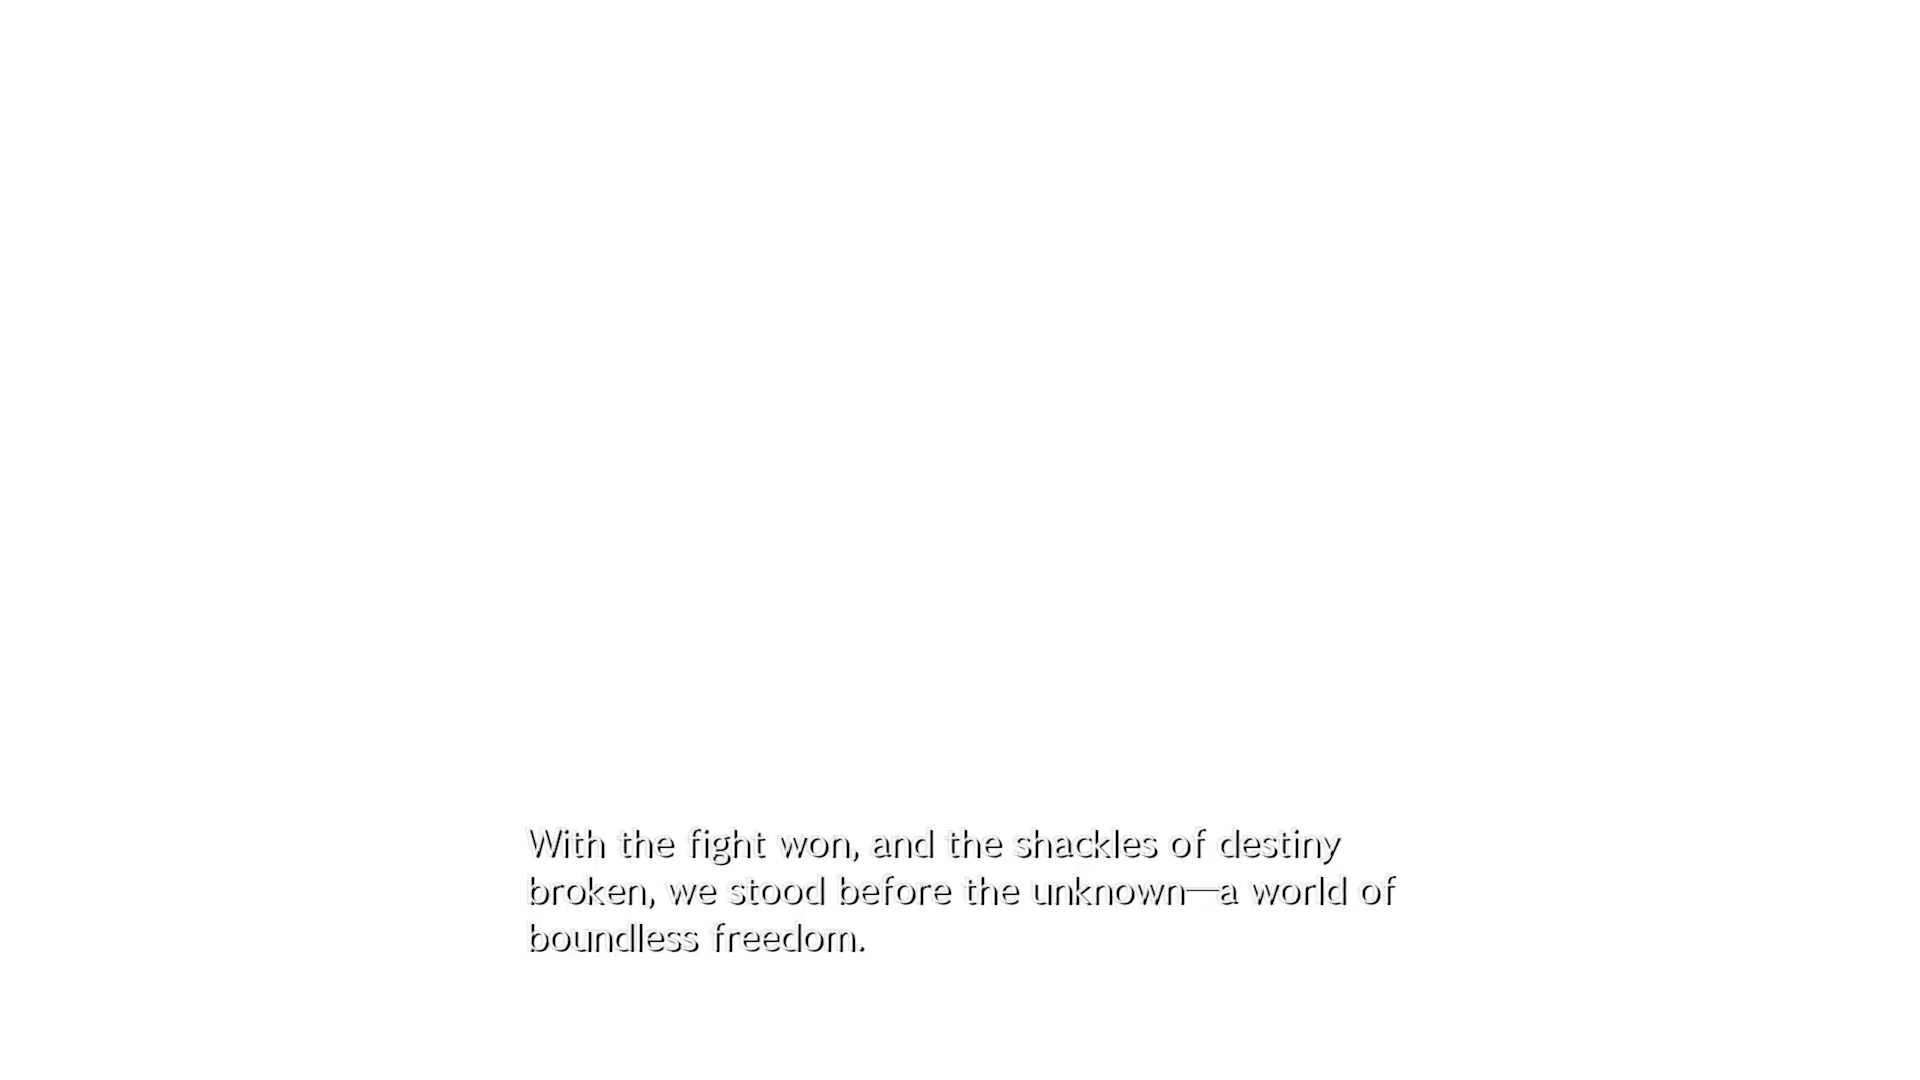 With the fight won, and the shackles of destiny
broken, we stood before the unknown—a world of
boundless freedom.